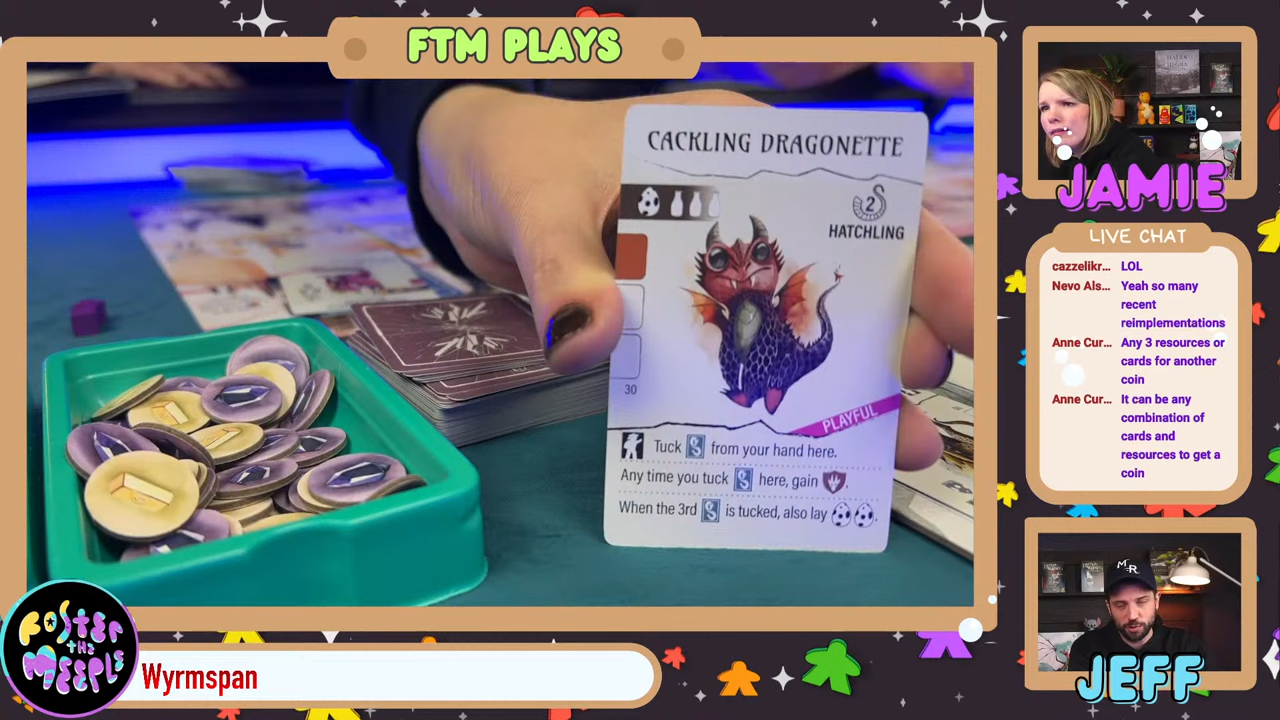 FTM PLAYS
CACKLING DRAGONETTE
2
HATCHLING
30
PLAYFUL
Tuck from your hand here.
Any time you tuck here, gain
When the 3rd is tucked, also lay .
JAMIE
LIVE CHAT
cazzelikr... LOL
Nevo Als... Yeah so many
recent
reimplementations
Anne Cur... Any 3 resources or
cards for another
coin
Anne Cur... It can be any
combination of
cards and
resources to get a
coin
MR
JEFF
FOSTER
THE
MEEPLE
Wyrmspan